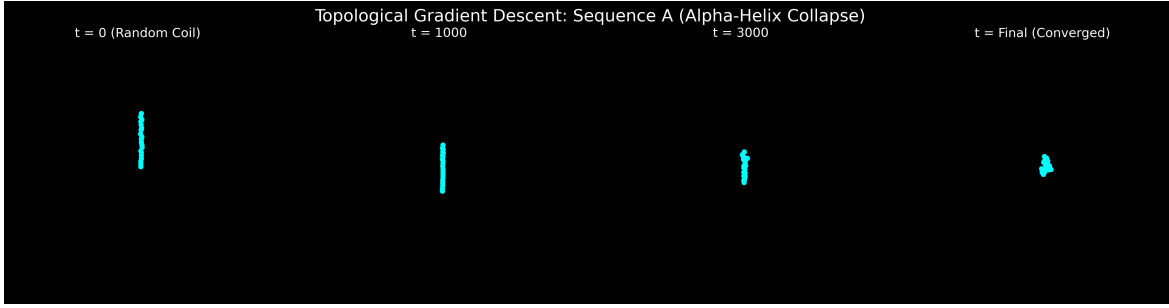 Topological Gradient Descent: Sequence A (Alpha-Helix Collapse)
t = 0 (Random Coil)
t = 1000
t = 3000
t = Final (Converged)